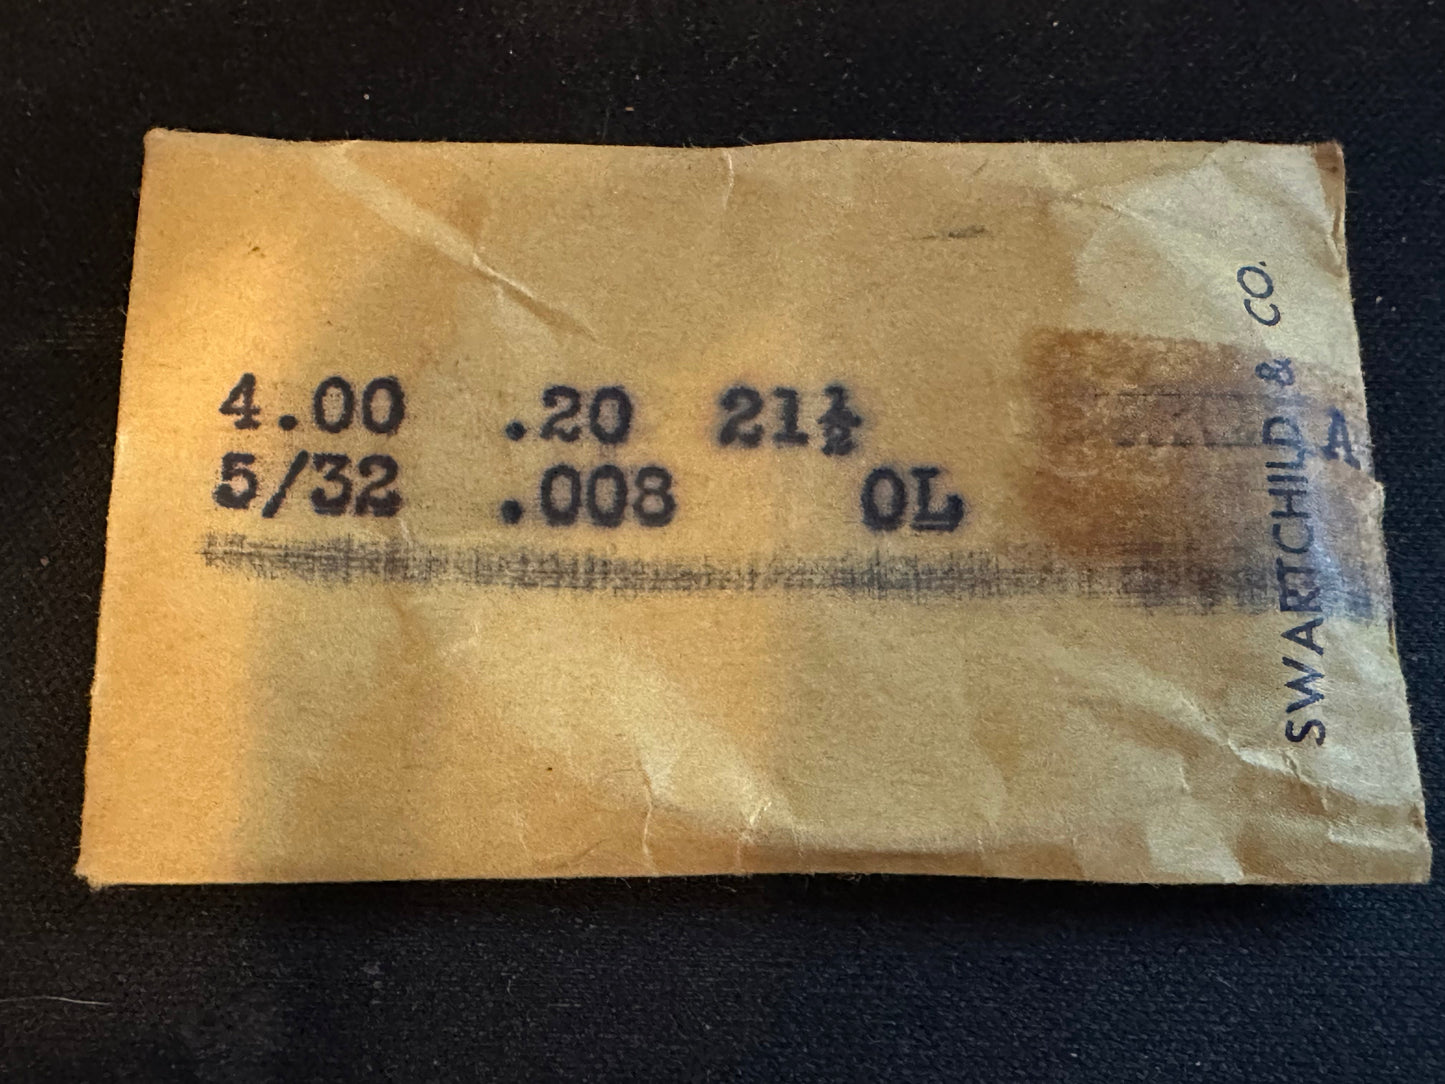 4.00 .20 21½
5/32 .008 OL
A
SWARTCHILD & CO.